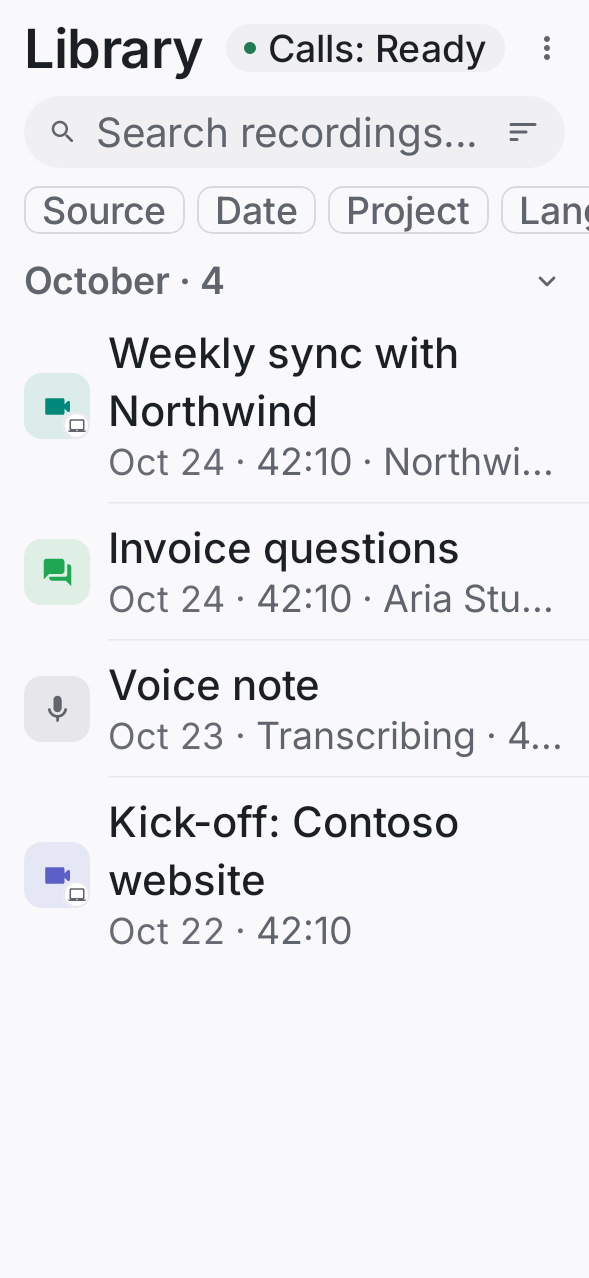 Library
Calls: Ready
Search recordings...
Source
Date
Project
Lang
October · 4
Weekly sync with
Northwind
Oct 24 · 42:10 · Northwi...
Invoice questions
Oct 24 · 42:10 · Aria Stu...
Voice note
Oct 23 · Transcribing · 4...
Kick-off: Contoso
website
Oct 22 · 42:10